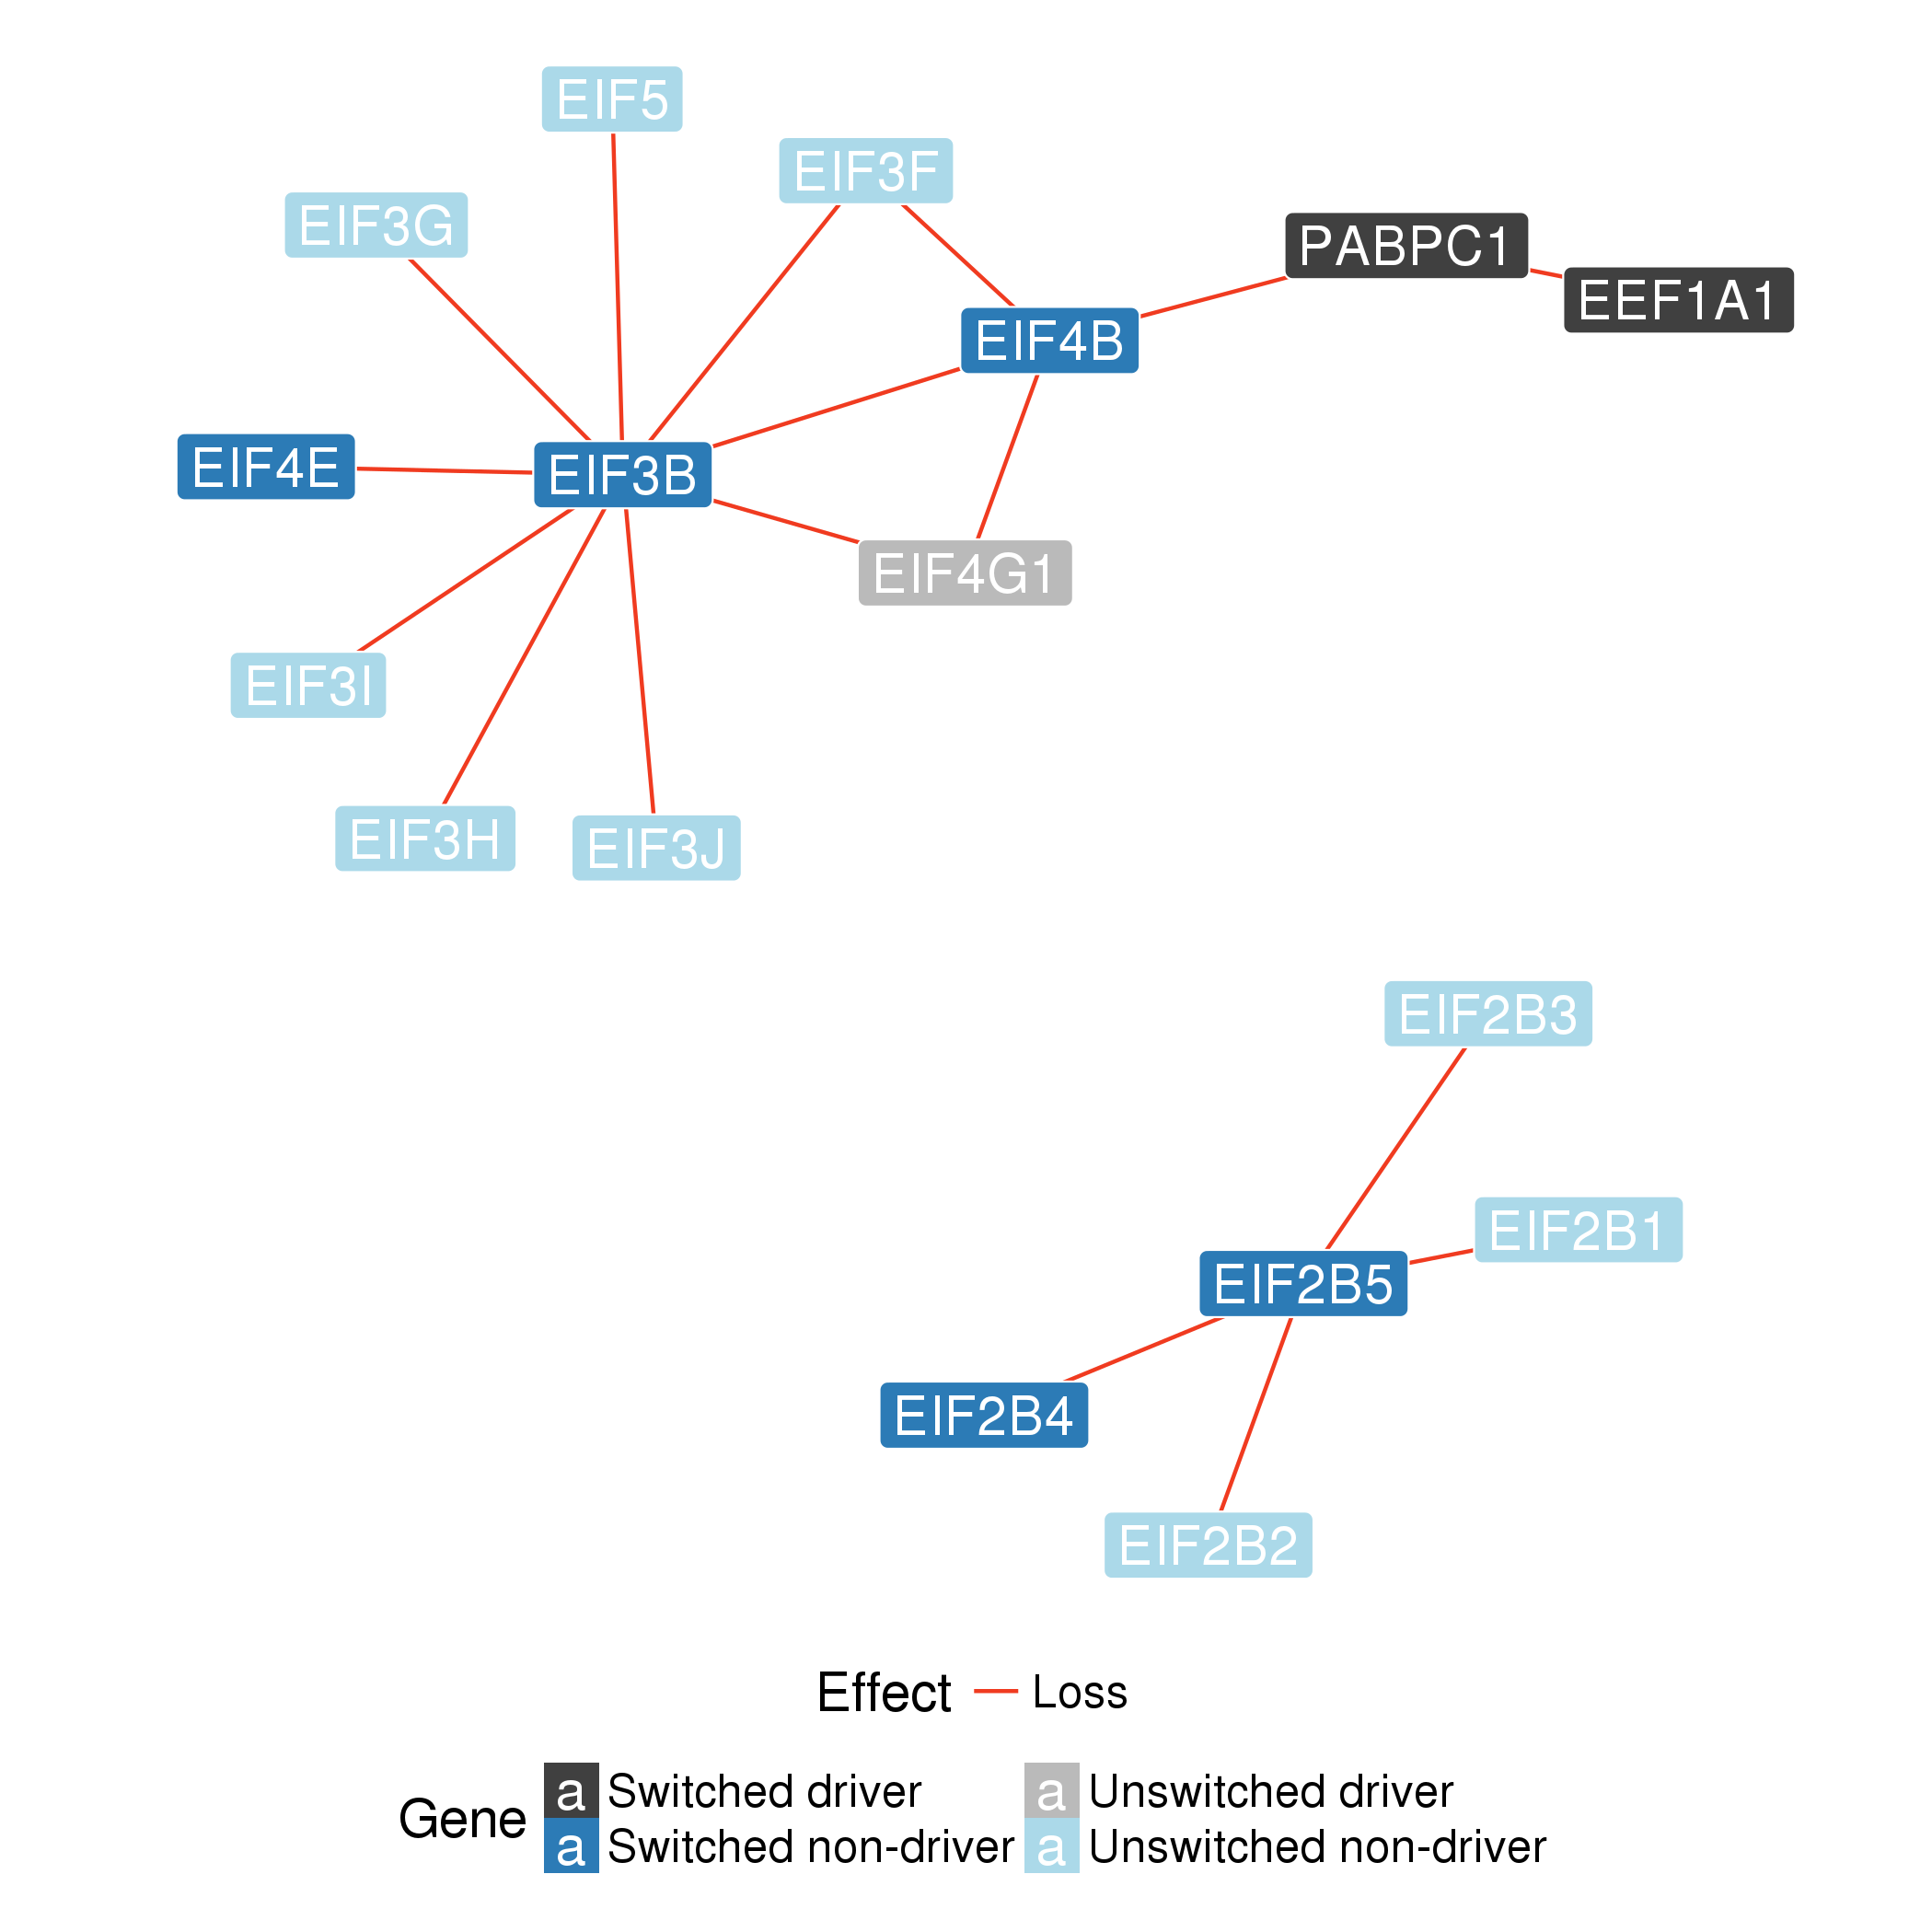 EIF5
EIF3F
EIF3G
PABPC1
EEF1A1
EIF4B
EIF4E
EIF3B
EIF4G1
EIF3I
EIF3H
EIF3J
EIF2B3
EIF2B1
EIF2B5
EIF2B4
EIF2B2
Effect Loss
Gene
a Switched driver a Unswitched driver
a Switched non-driver a Unswitched non-driver